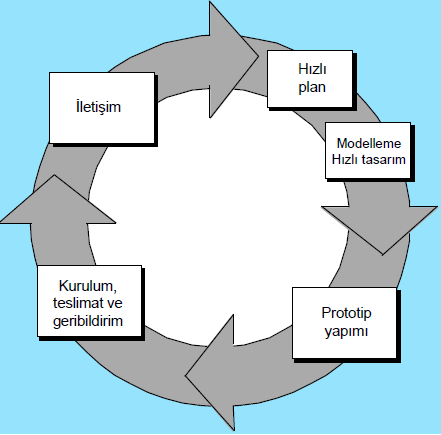 İletişim
Hızlı
plan
Modelleme
Hızlı tasarım
Prototip
yapımı
Kurulum,
teslimat ve
geribildirim